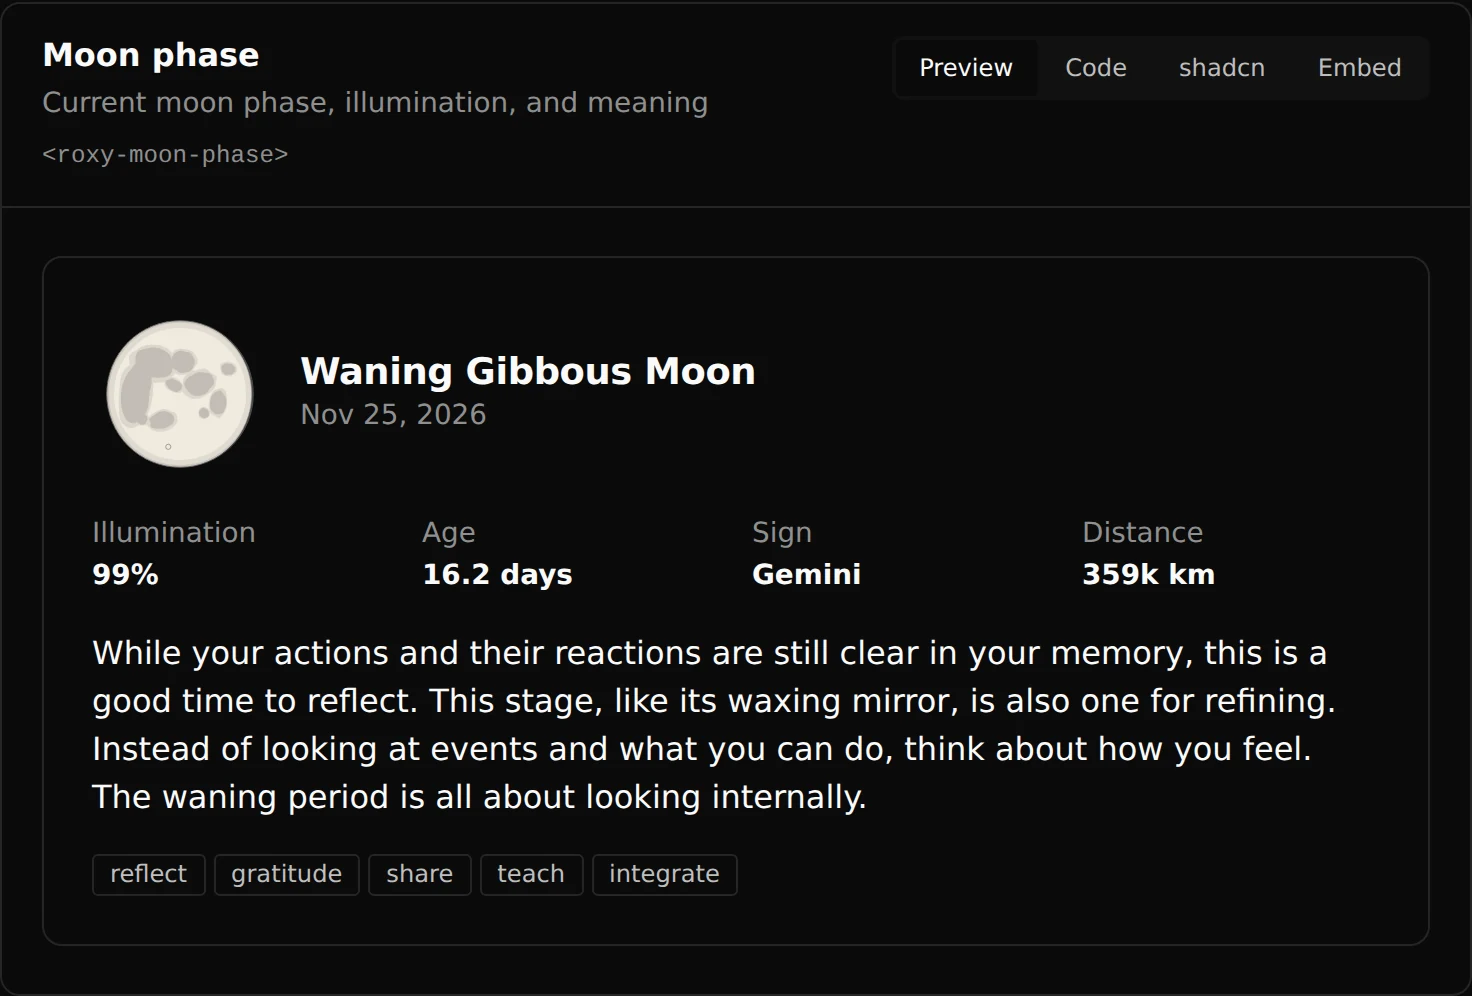 Moon phase
Current moon phase, illumination, and meaning
<roxy-moon-phase>
Preview Code shadcn Embed
Waning Gibbous Moon
Nov 25, 2026
Illumination Age Sign Distance
99% 16.2 days Gemini 359k km
While your actions and their reactions are still clear in your memory, this is a
good time to reflect. This stage, like its waxing mirror, is also one for refining.
Instead of looking at events and what you can do, think about how you feel.
The waning period is all about looking internally.
reflect gratitude share teach integrate